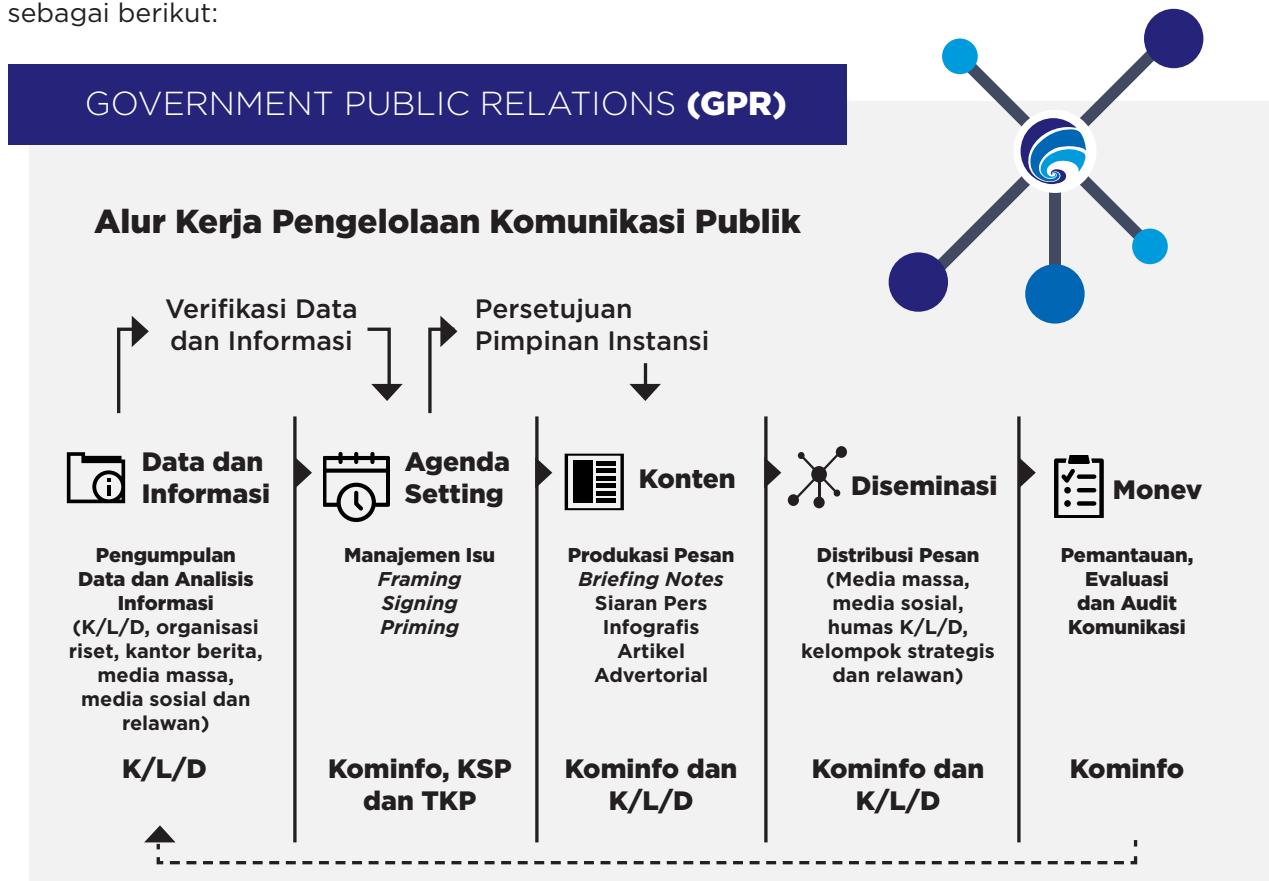 sebagai berikut:
GOVERNMENT PUBLIC RELATIONS (GPR)
Alur Kerja Pengelolaan Komunikasi Publik
Verifikasi Data
dan Informasi
Persetujuan
Pimpinan Instansi
Data dan
Informasi
Pengumpulan
Data dan Analisis
Informasi
(K/L/D, organisasi
riset, kantor berita,
media massa,
media sosial dan
relawan)
K/L/D
Agenda
Setting
Manajemen Isu
Framing
Signing
Priming
Kominfo, KSP
dan TKP
Konten
Produkasi Pesan
Briefing Notes
Siaran Pers
Infografis
Artikel
Advertorial
Kominfo dan
K/L/D
Diseminasi
Distribusi Pesan
(Media massa,
media sosial,
humas K/L/D,
kelompok strategis
dan relawan)
Kominfo dan
K/L/D
Monev
Pemantauan,
Evaluasi
dan Audit
Komunikasi
Kominfo